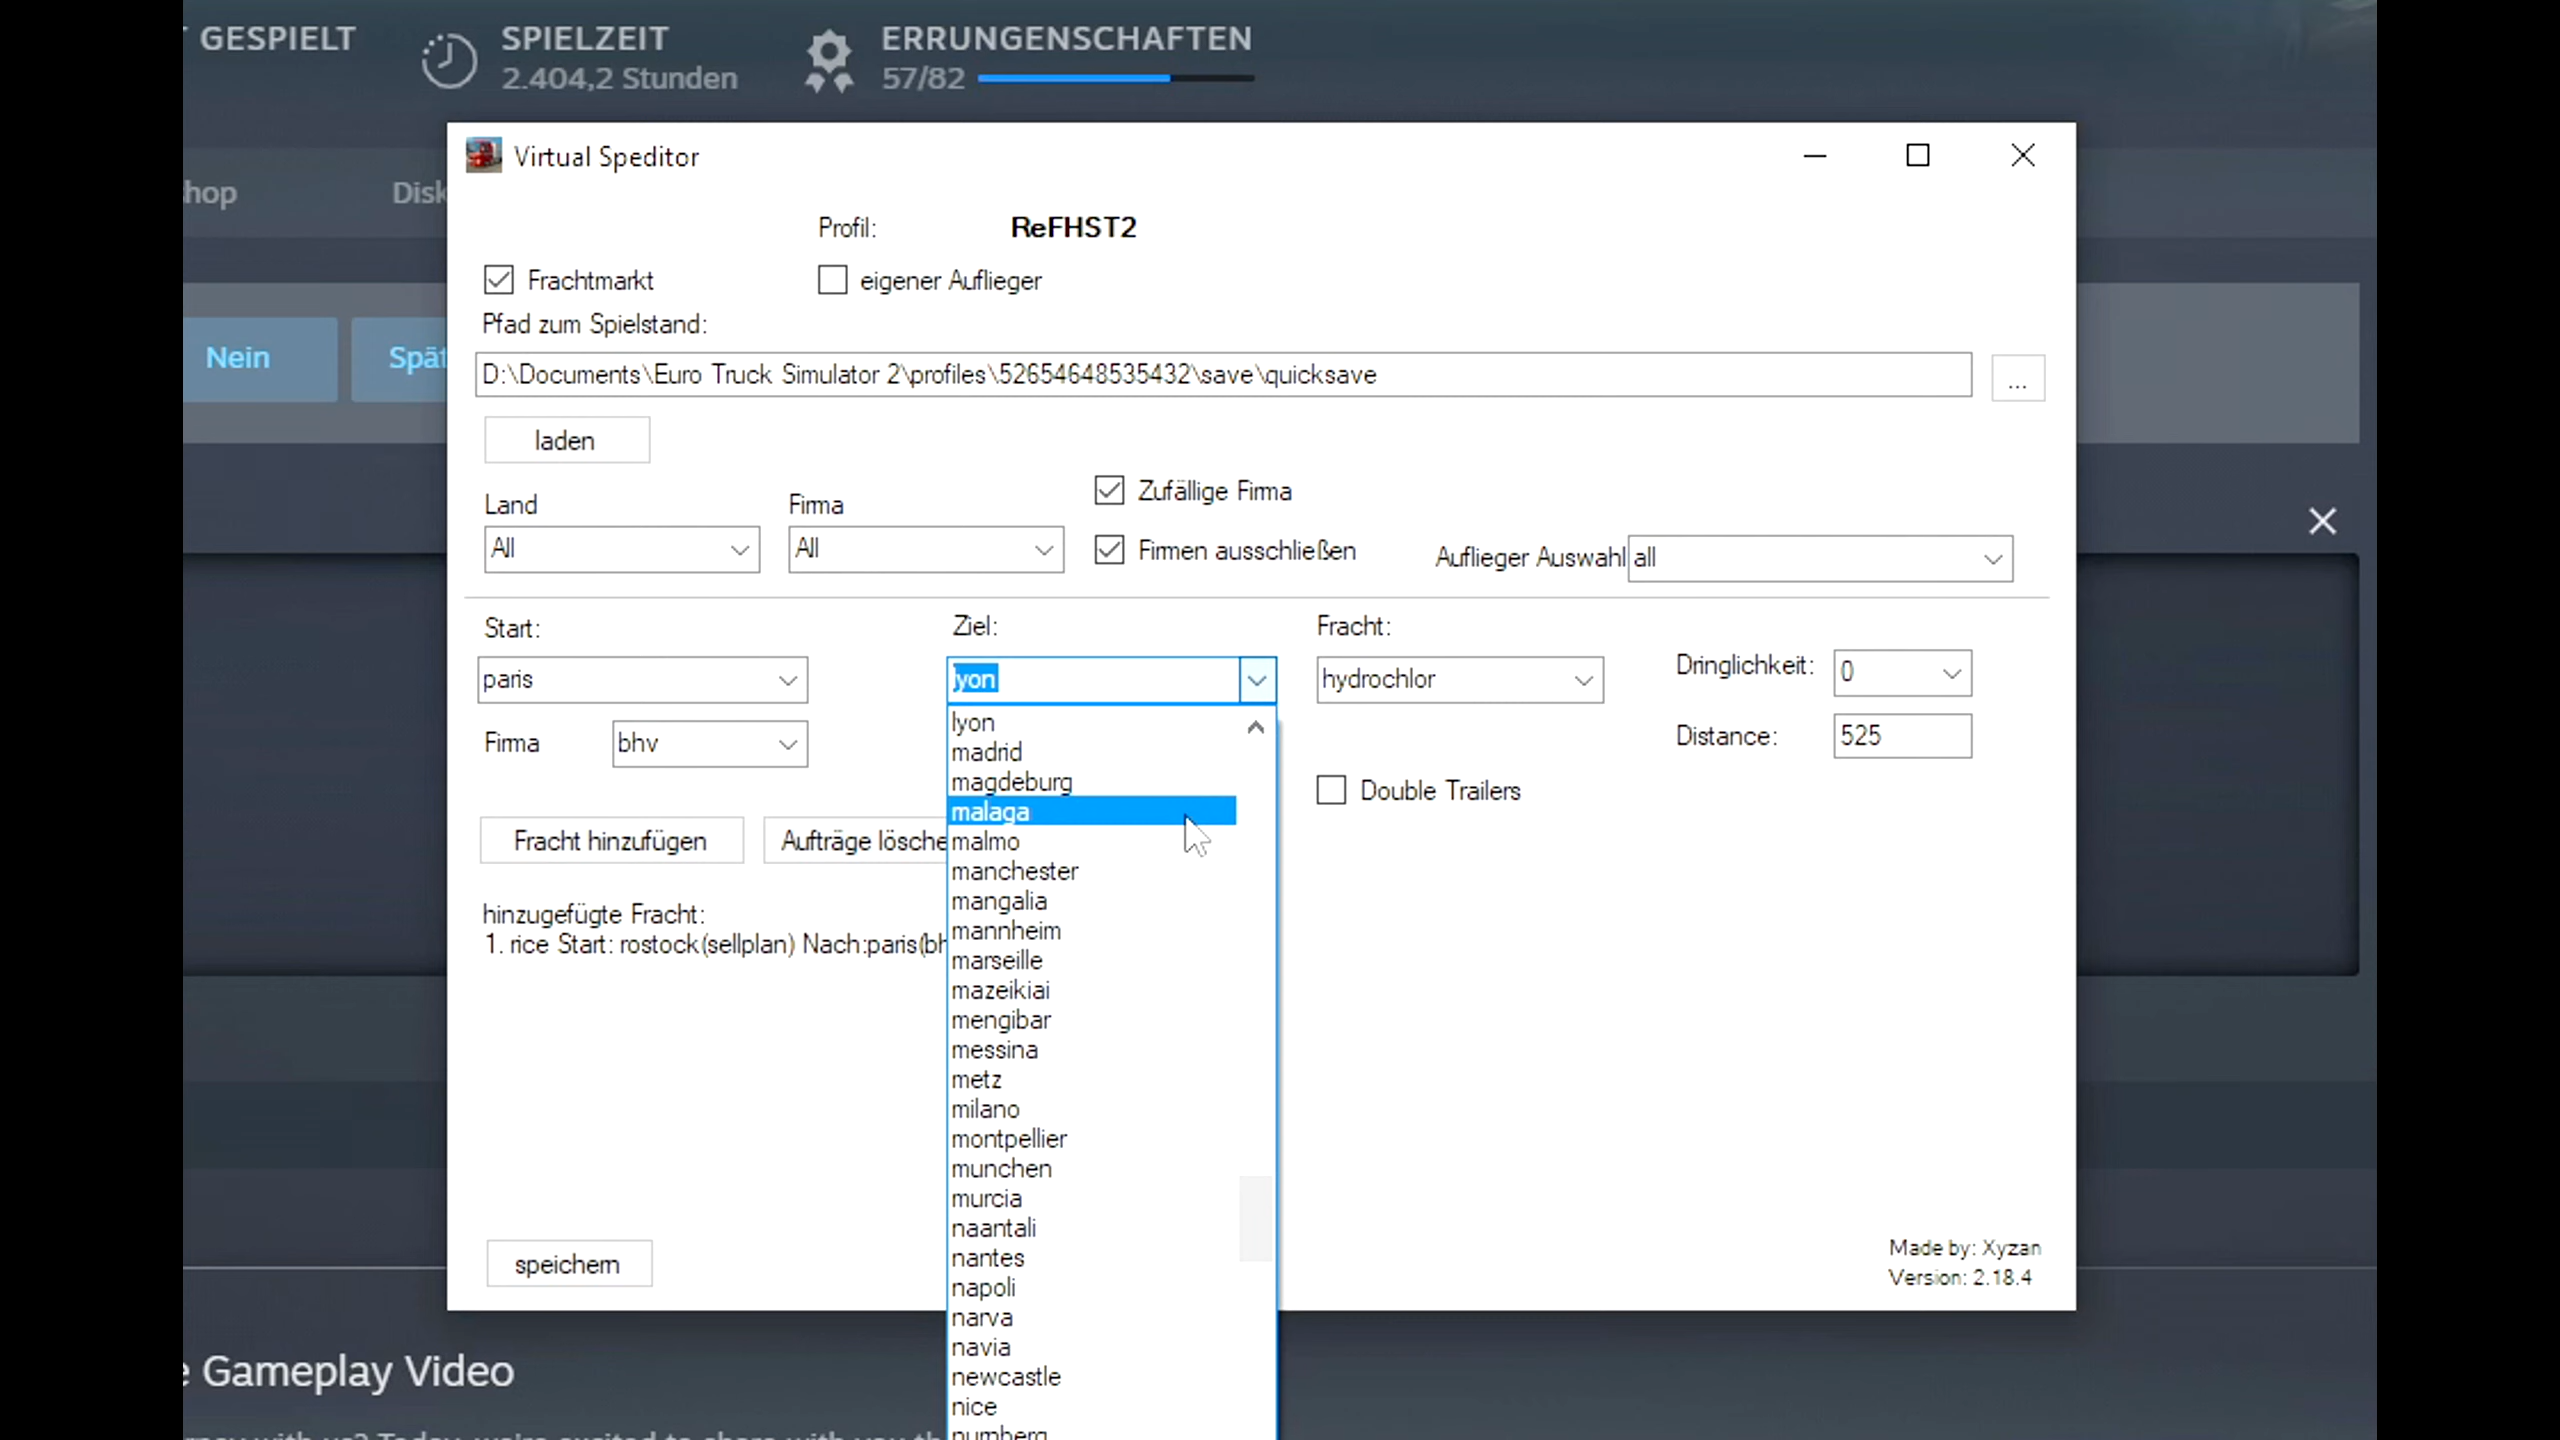 GESPIELT
SPIELZEIT
2.404,2 Stunden
ERRUNGENSCHAFTEN
57/82
Virtual Speditor
hop
Disk
Profil:
ReFHST2
Frachtmarkt
eigener Auflieger
Pfad zum Spielstand:
D:\Documents\Euro Truck Simulator 2\profiles\52654648535432\save\quicksave
...
Nein
Spät
laden
Land
Firma
Zufällige Firma
All
All
Firmen ausschließen
Auflieger Auswahl
all
Start:
Ziel:
Fracht:
paris
lyon
hydrochlor
Dringlichkeit:
0
Firma
bhv
Distance:
525
Double Trailers
Fracht hinzufügen
Aufträge lösche
hinzugefügte Fracht:
1. rice Start: rostock(sellplan) Nach:paris(bh
lyon
madrid
magdeburg
malaga
malmo
manchester
mangalia
mannheim
marseille
mazeikiai
mengibar
messina
metz
milano
montpellier
munchen
murcia
naantali
nantes
napoli
narva
navia
newcastle
nice
speichern
Made by: Xyzan
Version: 2.18.4
e Gameplay Video